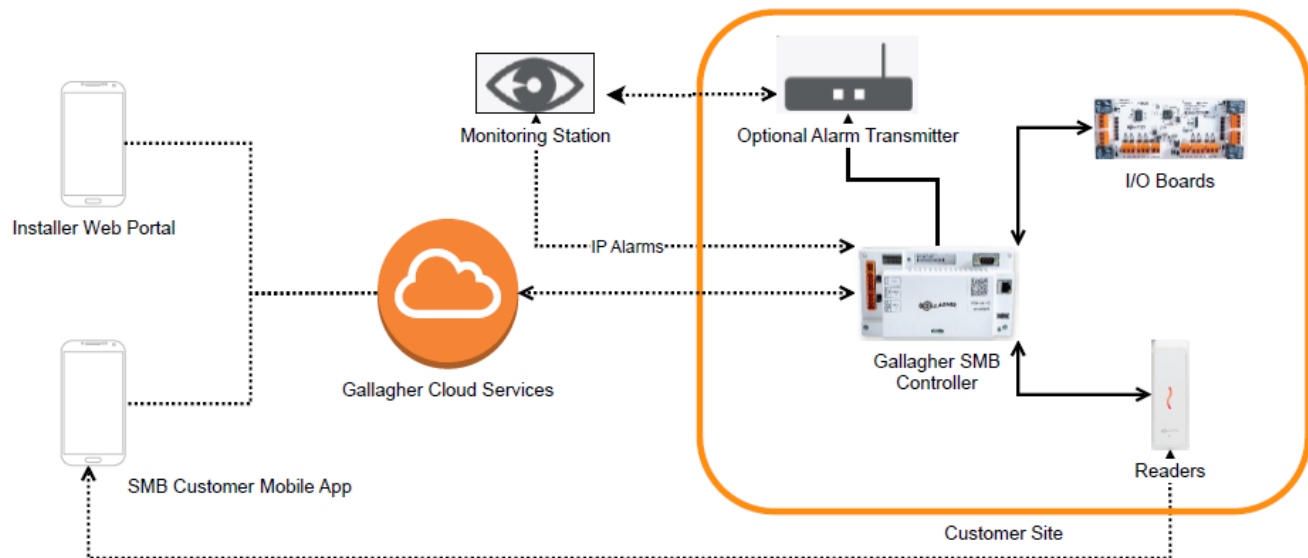 Monitoring Station
Optional Alarm Transmitter
I/O Boards
Installer Web Portal
IP Alarms
GALLAGHER
Gallagher Cloud Services
Gallagher SMB
Controller
SMB Customer Mobile App
Readers
Customer Site